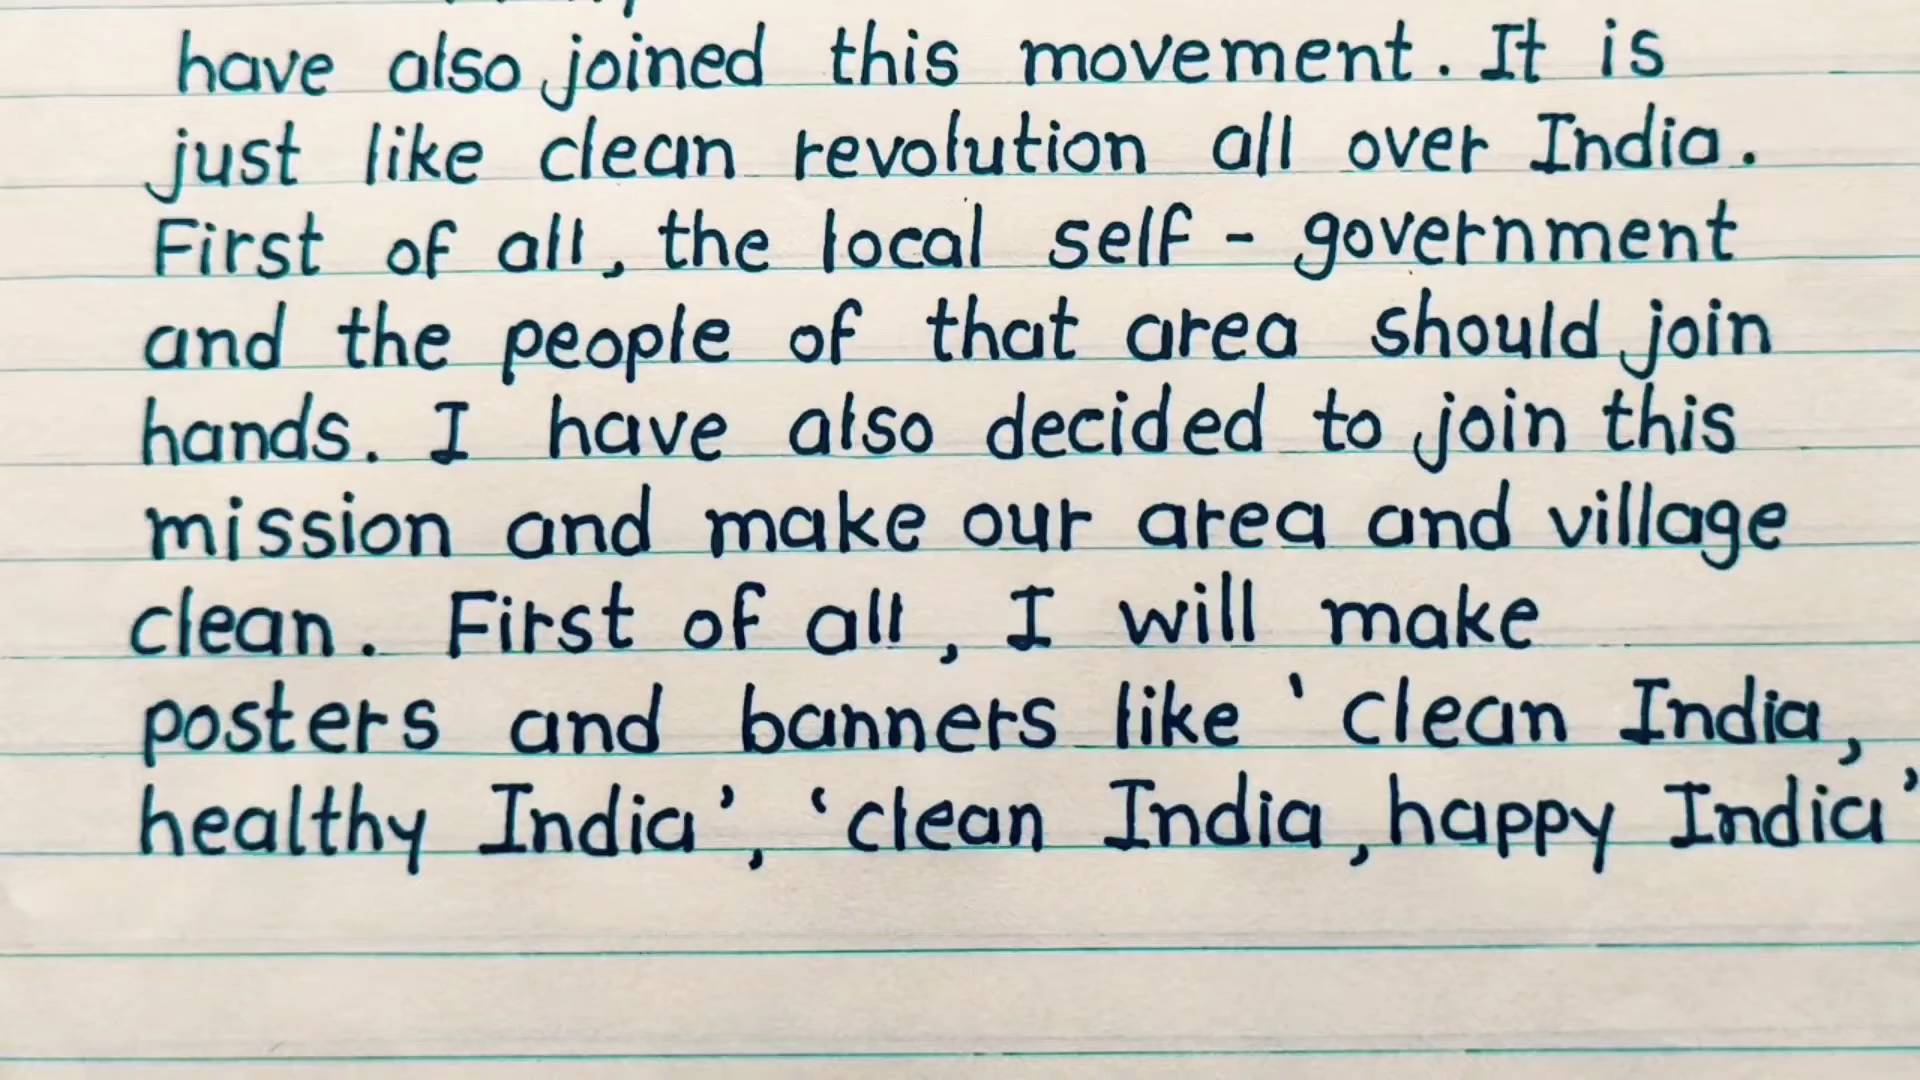 have also joined this movement. It is
just like clean revolution all over India.
First of all, the local self - government
and the people of that area should join
hands. I have also decided to join this
mission and make our area and village
clean. First of all, I will make
posters and banners like 'clean India,
healthy India', 'clean India, happy India'